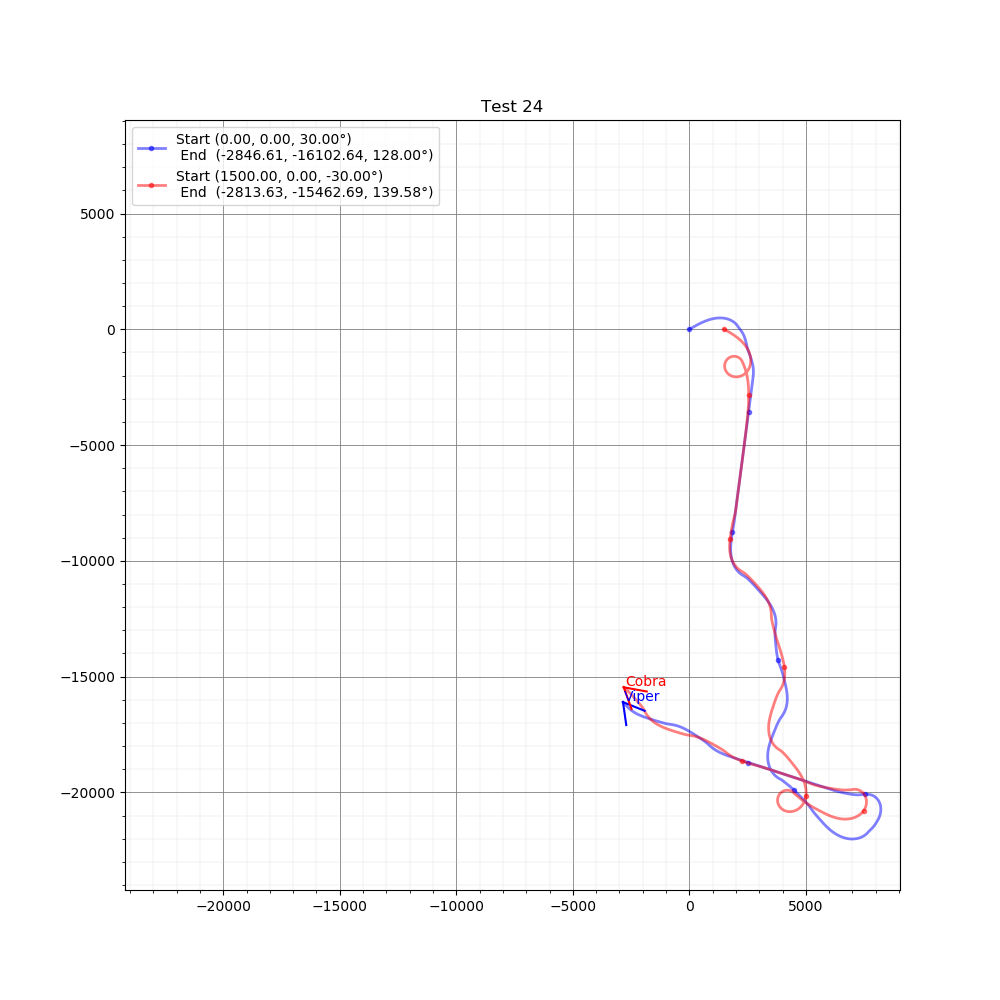 Test 24
Start (0.00, 0.00, 30.00°)
End  (-2846.61, -16102.64, 128.00°)
Start (1500.00, 0.00, -30.00°)
End  (-2813.63, -15462.69, 139.58°)
5000
0
−5000
−10000
−15000
−20000
Cobra
Viper
−20000
−15000
−10000
−5000
0
5000